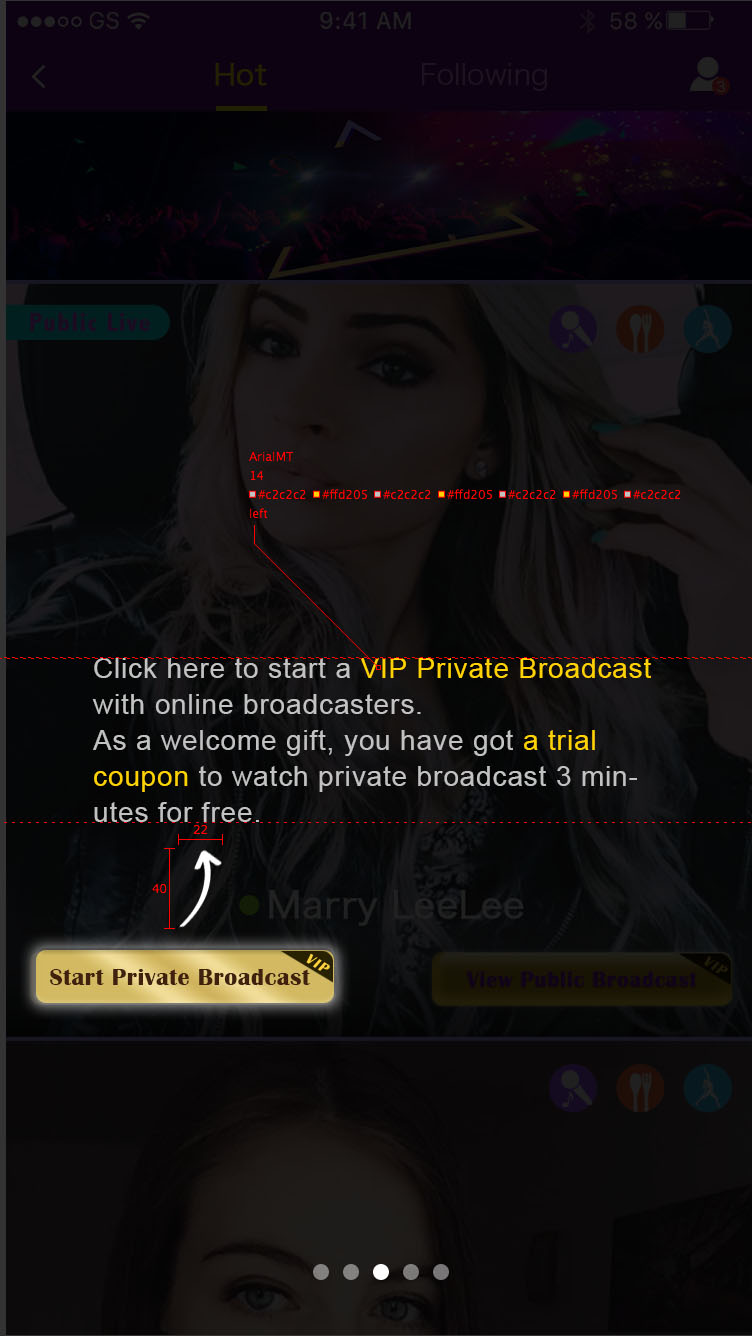 GS 9:41 AM 58 %
Hot Following
3
Public Live
ArialMT
14
#c2c2c2 #ffd205 #c2c2c2 #ffd205 #c2c2c2 #ffd205 #c2c2c2
left
Click here to start a VIP Private Broadcast
with online broadcasters.
As a welcome gift, you have got a trial
coupon to watch private broadcast 3 min-
utes for free.
22
40
Marry LeeLee
Start Private Broadcast VIP
View Public Broadcast VIP